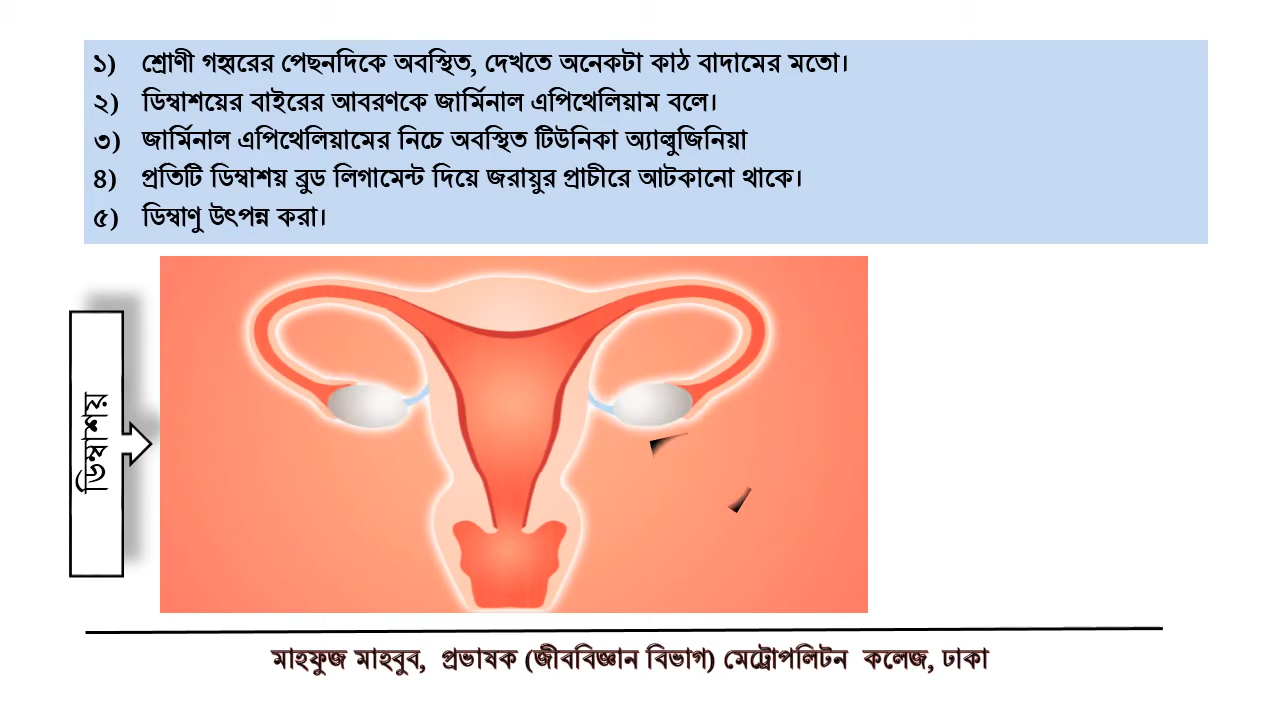 ১) শ্রোণী গহ্বরের পেছনদিকে অবস্থিত, দেখতে অনেকটা কাঠ বাদামের মতো।
২) ডিম্বাশয়ের বাইরের আবরণকে জার্মিনাল এপিথেলিয়াম বলে।
৩) জার্মিনাল এপিথেলিয়ামের নিচে অবস্থিত টিউনিকা অ্যাল্বুজিনিয়া
৪) প্রতিটি ডিম্বাশয় ব্রুড লিগামেন্ট দিয়ে জরায়ুর প্রাচীরে আটকানো থাকে।
৫) ডিম্বাণু উৎপন্ন করা।
ডিম্বাশয়
মাহফুজ মাহবুব, প্রভাষক (জীববিজ্ঞান বিভাগ) মেট্রোপলিটন কলেজ, ঢাকা